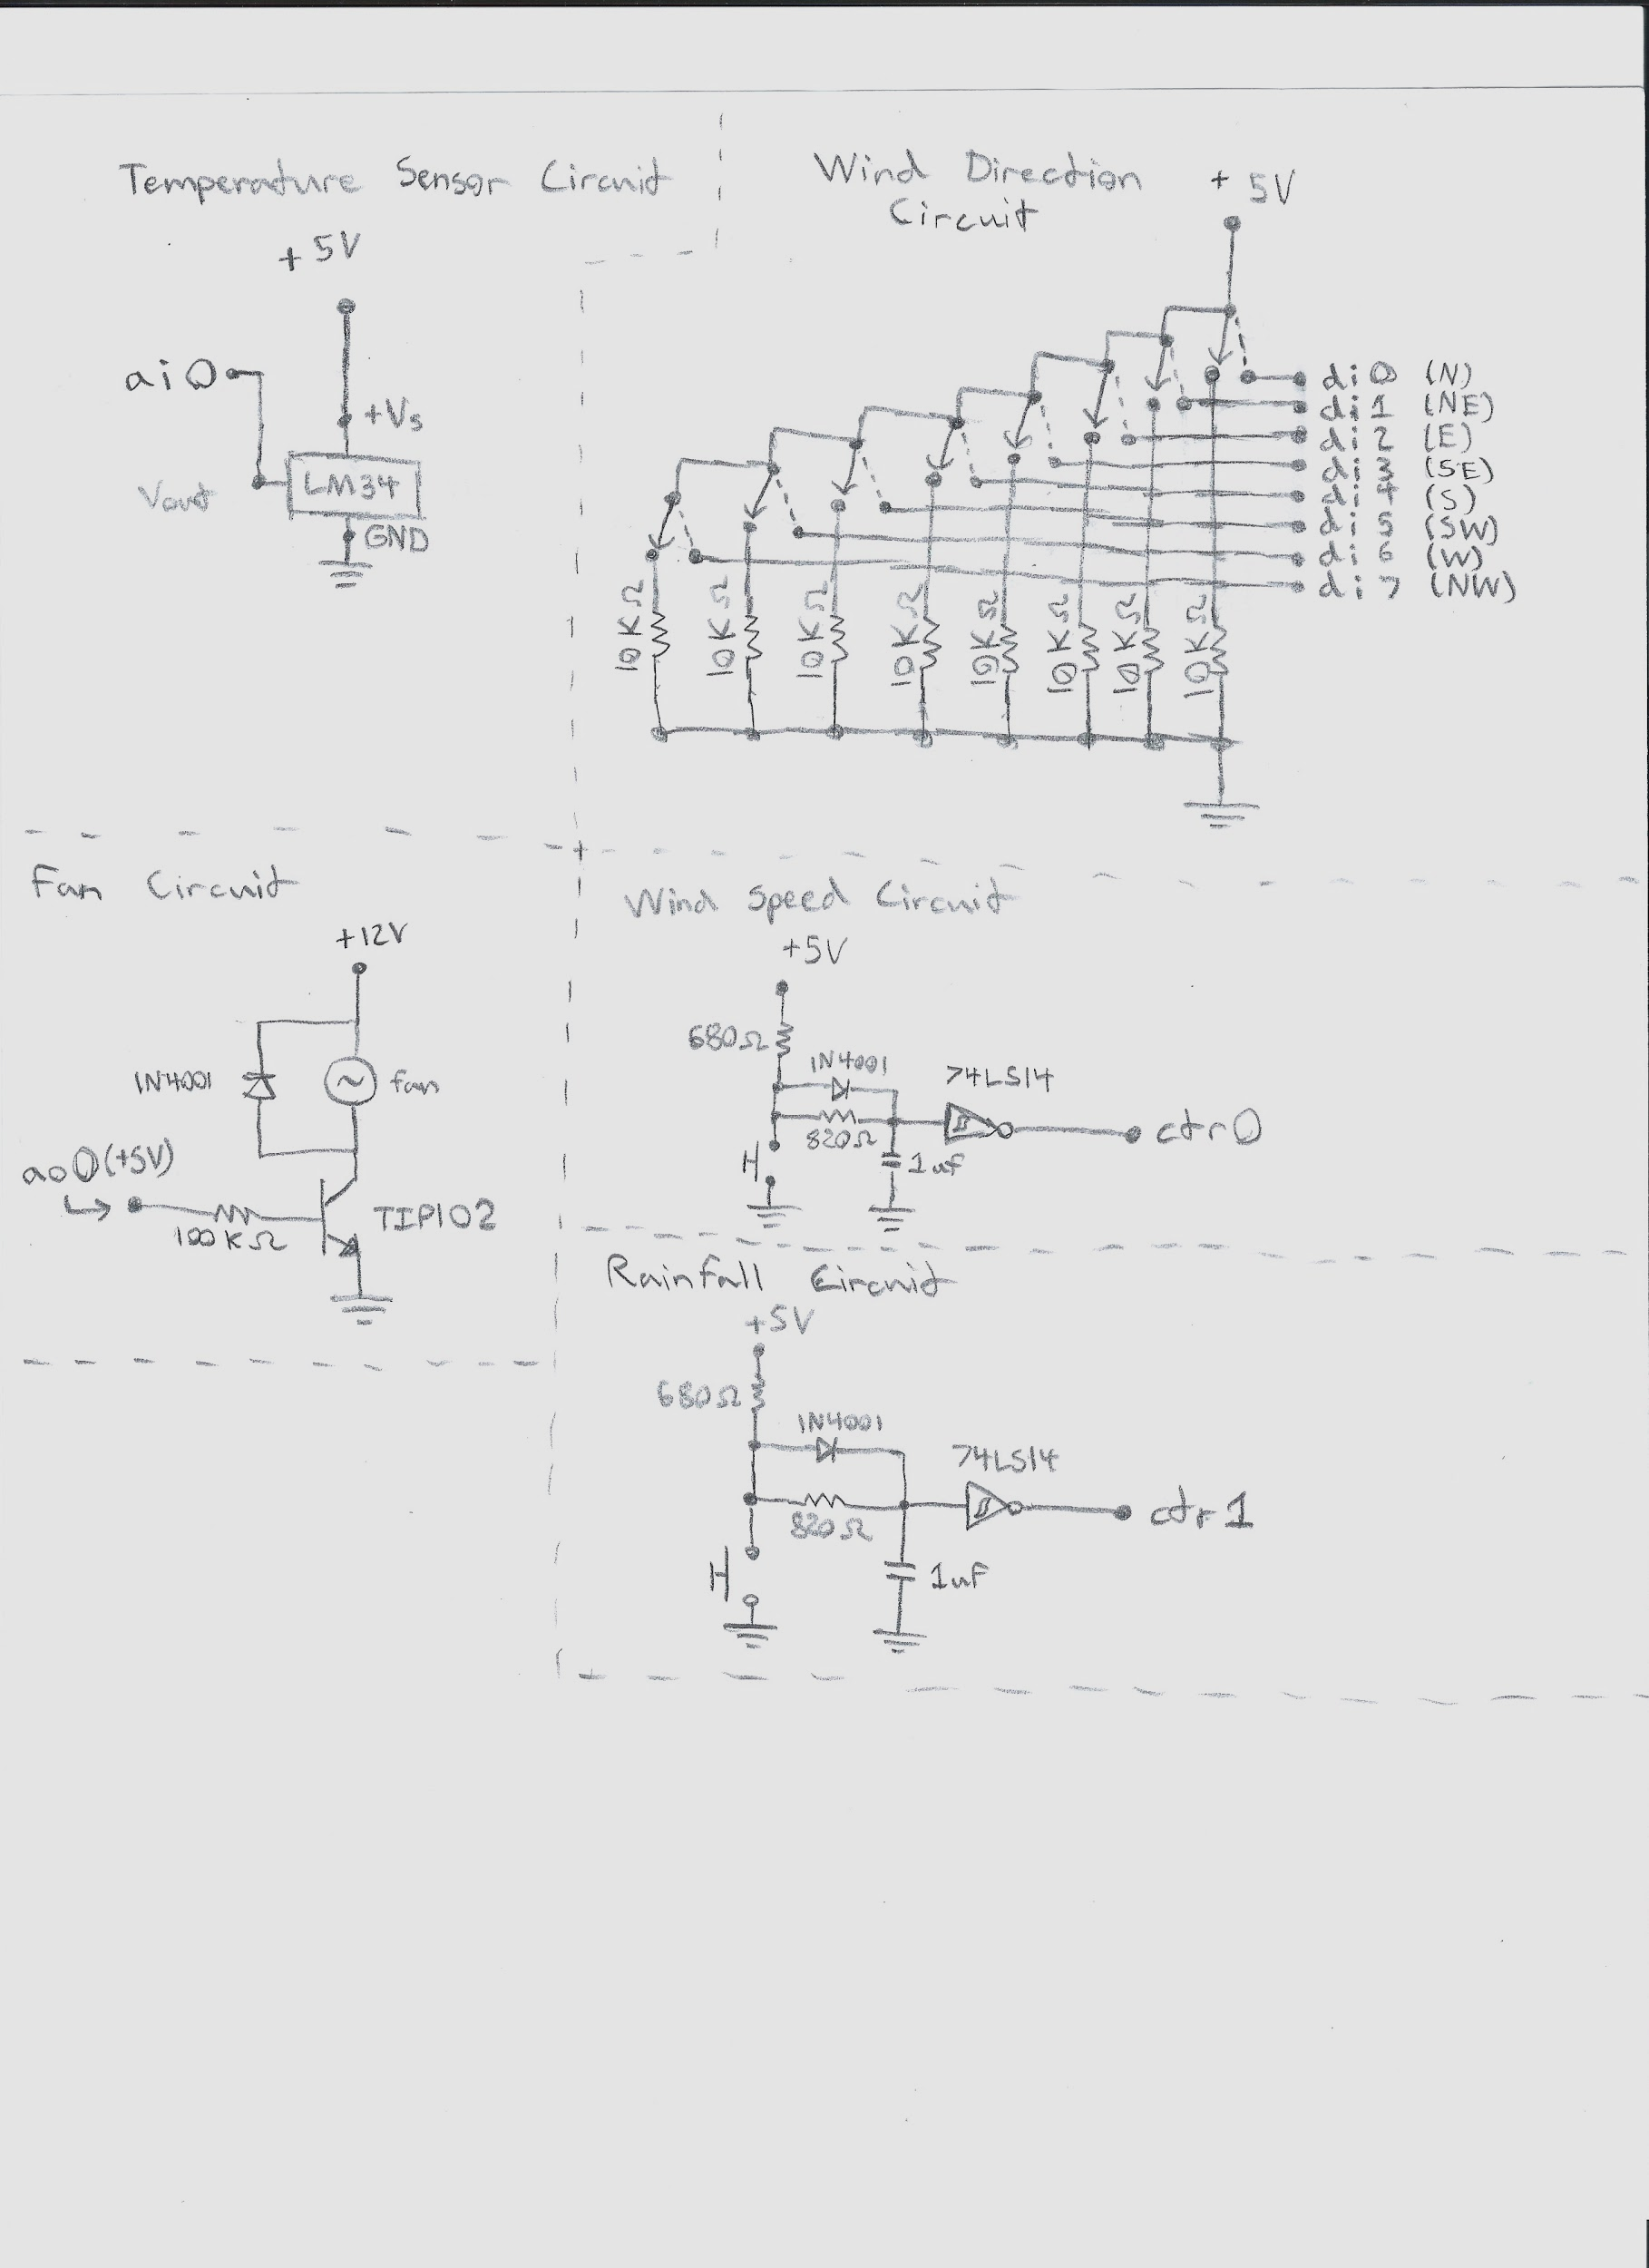 Temperature Sensor Circuit
+5V
ai0
+Vs
Vout
LM34
GND
Wind Direction
Circuit
+ 5V
di0 (N)
di1 (NE)
di2 (E)
di3 (SE)
di4 (S)
di5 (SW)
di6 (W)
di7 (NW)
10KΩ
10KΩ
10KΩ
10KΩ
10KΩ
10KΩ
10KΩ
10KΩ
Fan Circuit
+12V
1N4001
fan
ao0(+5V)
100KΩ
TIP102
Wind Speed Circuit
+5V
680Ω
1N4001
74LS14
820Ω
ctr0
H
1uf
Rainfall Circuit
+5V
680Ω
1N4001
74LS14
820Ω
ctr1
H
1uF